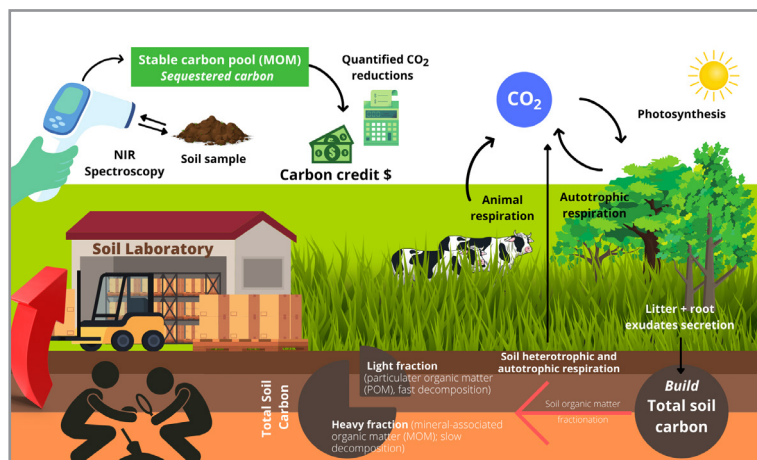 Stable carbon pool (MOM)
Sequestered carbon
Quantified CO₂
reductions
NIR
Spectroscopy
Soil sample
Carbon credit $
CO₂
Photosynthesis
Animal
respiration
Autotrophic
respiration
Soil Laboratory
Litter + root
exudates secretion
Total Soil
Carbon
Light fraction
(particulater organic matter
(POM), fast decomposition)
Heavy fraction (mineral-associated
organic matter (MOM); slow
decomposition)
Soil heterotrophic and
autotrophic respiration
Soil organic matter
fractionation
Build
Total soil
carbon